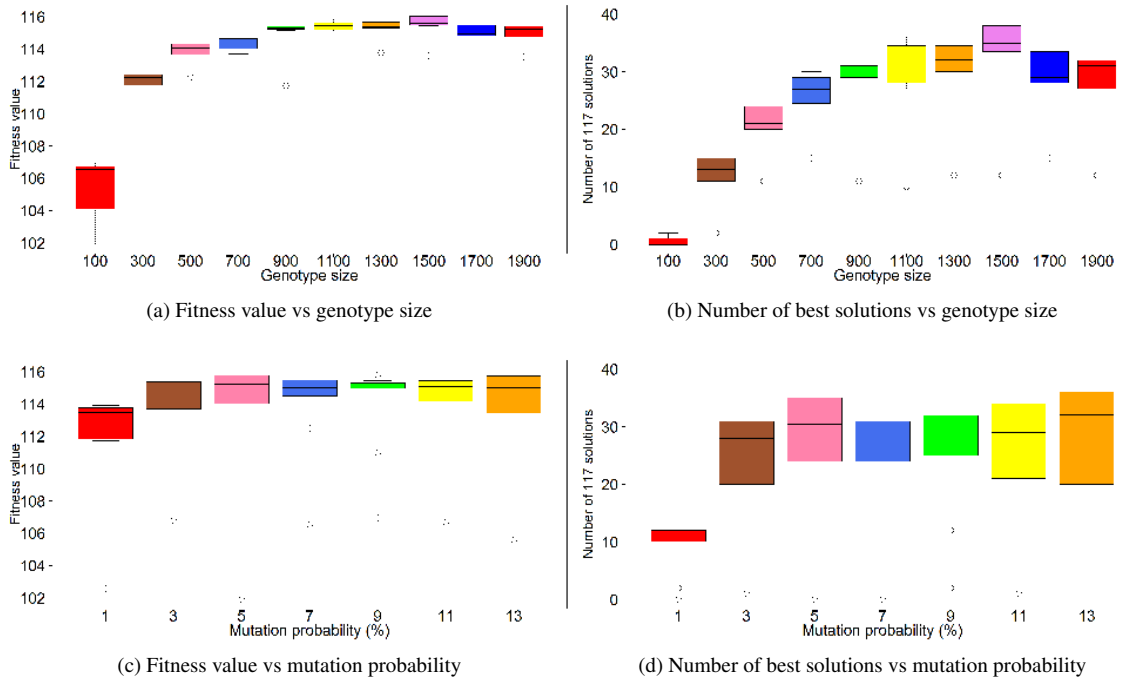 116 -
114 -
112 -
110 -
108 -
106 -
104 -
102 -
Fitness value
100 300 500 700 900 1100 1300 1500 1700 1900
Genotype size
(a) Fitness value vs genotype size
40 -
30 -
20 -
10 -
0 -
Number of 117 solutions
100 300 500 700 900 1100 1300 1500 1700 1900
Genotype size
(b) Number of best solutions vs genotype size
116 -
114 -
112 -
110 -
108 -
106 -
104 -
102 -
Fitness value
1 3 5 7 9 11 13
Mutation probability (%)
(c) Fitness value vs mutation probability
40 -
30 -
20 -
10 -
0 -
Number of 117 solutions
1 3 5 7 9 11 13
Mutation probability (%)
(d) Number of best solutions vs mutation probability